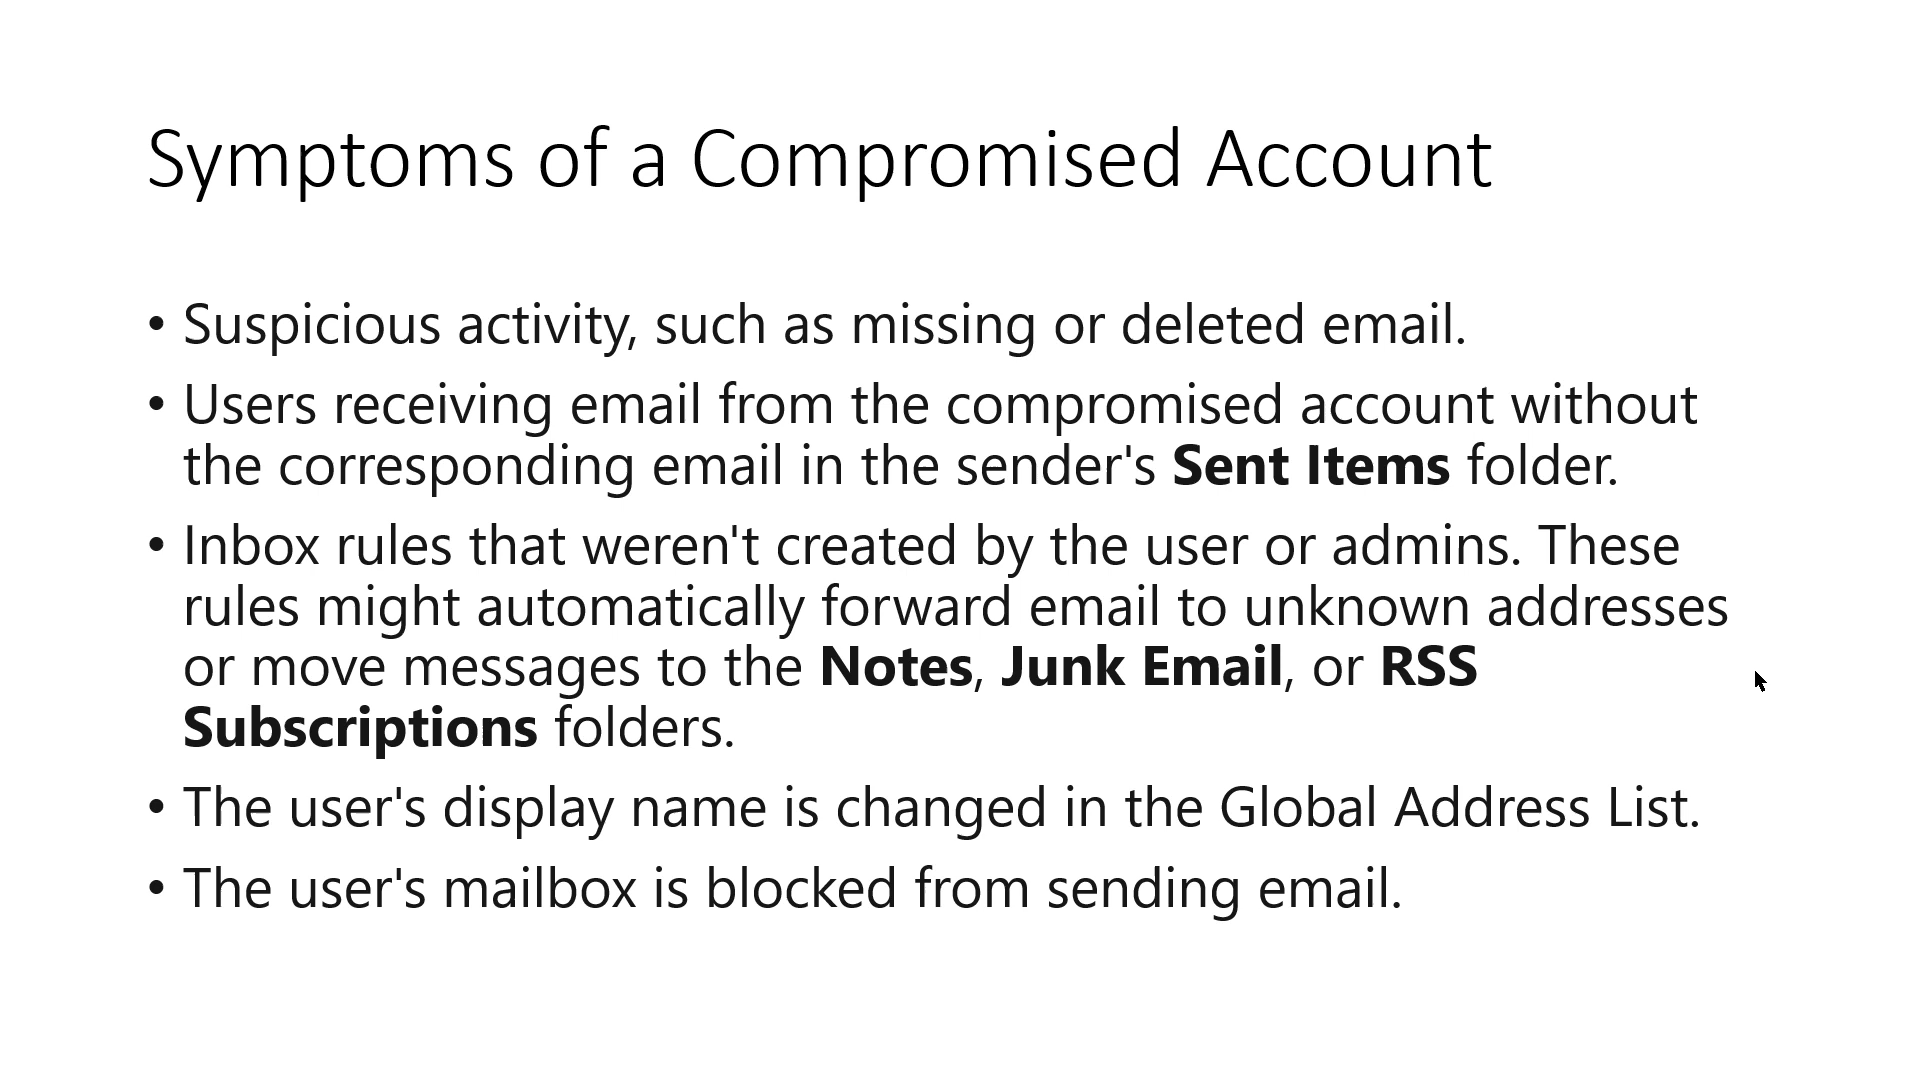 Symptoms of a Compromised Account
• Suspicious activity, such as missing or deleted email.
• Users receiving email from the compromised account without
the corresponding email in the sender's Sent Items folder.
• Inbox rules that weren't created by the user or admins. These
rules might automatically forward email to unknown addresses
or move messages to the Notes, Junk Email, or RSS
Subscriptions folders.
• The user's display name is changed in the Global Address List.
• The user's mailbox is blocked from sending email.